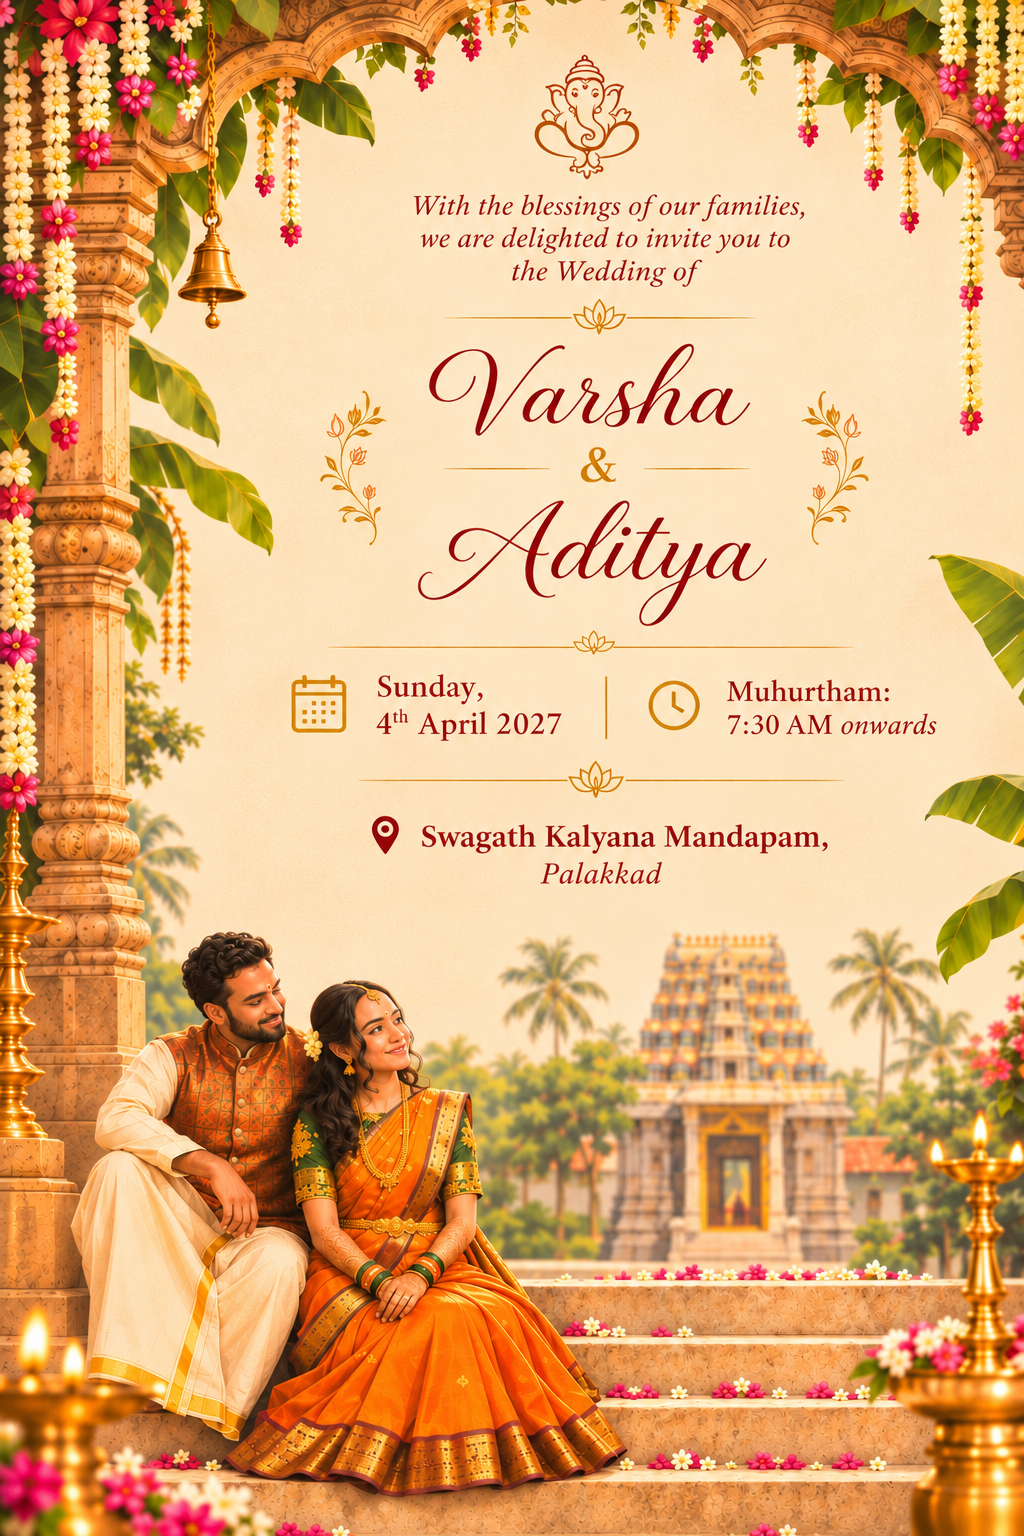 With the blessings of our families,
we are delighted to invite you to
the Wedding of
Varsha
&
Aditya
Sunday,
4th April 2027
Muhurtham:
7:30 AM onwards
Swagath Kalyana Mandapam,
Palakkad